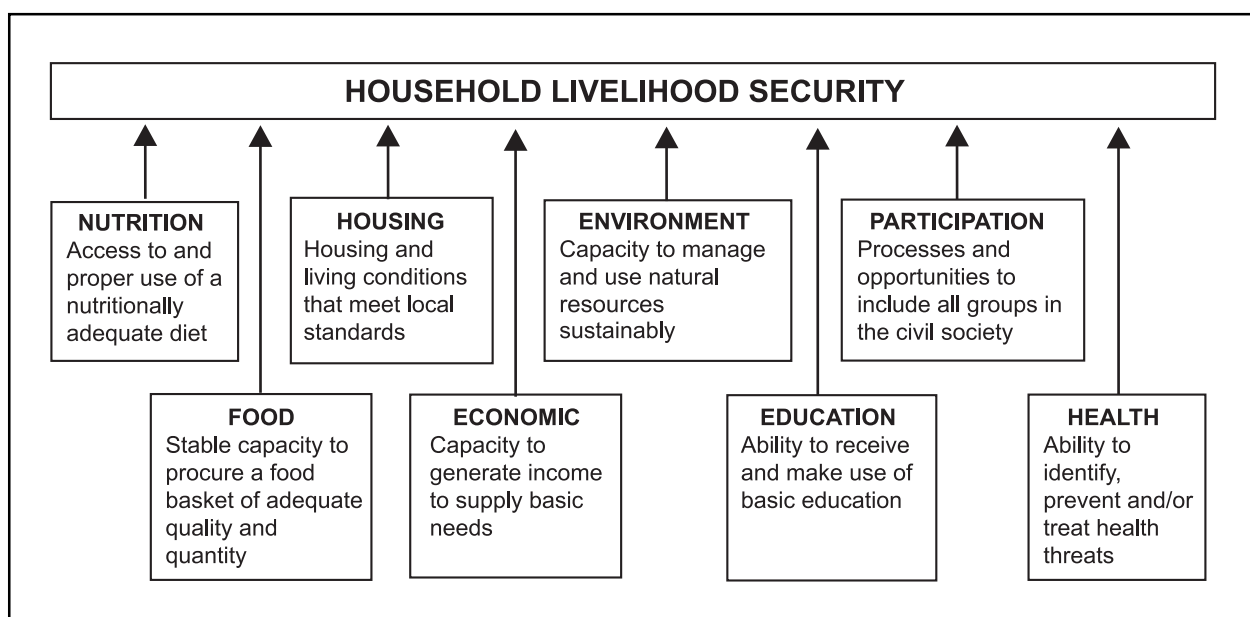 HOUSEHOLD LIVELIHOOD SECURITY
NUTRITION
Access to and
proper use of a
nutritionally
adequate diet
HOUSING
Housing and
living conditions
that meet local
standards
ENVIRONMENT
Capacity to manage
and use natural
resources
sustainably
PARTICIPATION
Processes and
opportunities to
include all groups in
the civil society
FOOD
Stable capacity to
procure a food
basket of adequate
quality and
quantity
ECONOMIC
Capacity to
generate income
to supply basic
needs
EDUCATION
Ability to receive
and make use of
basic education
HEALTH
Ability to
identify,
prevent and/or
treat health
threats